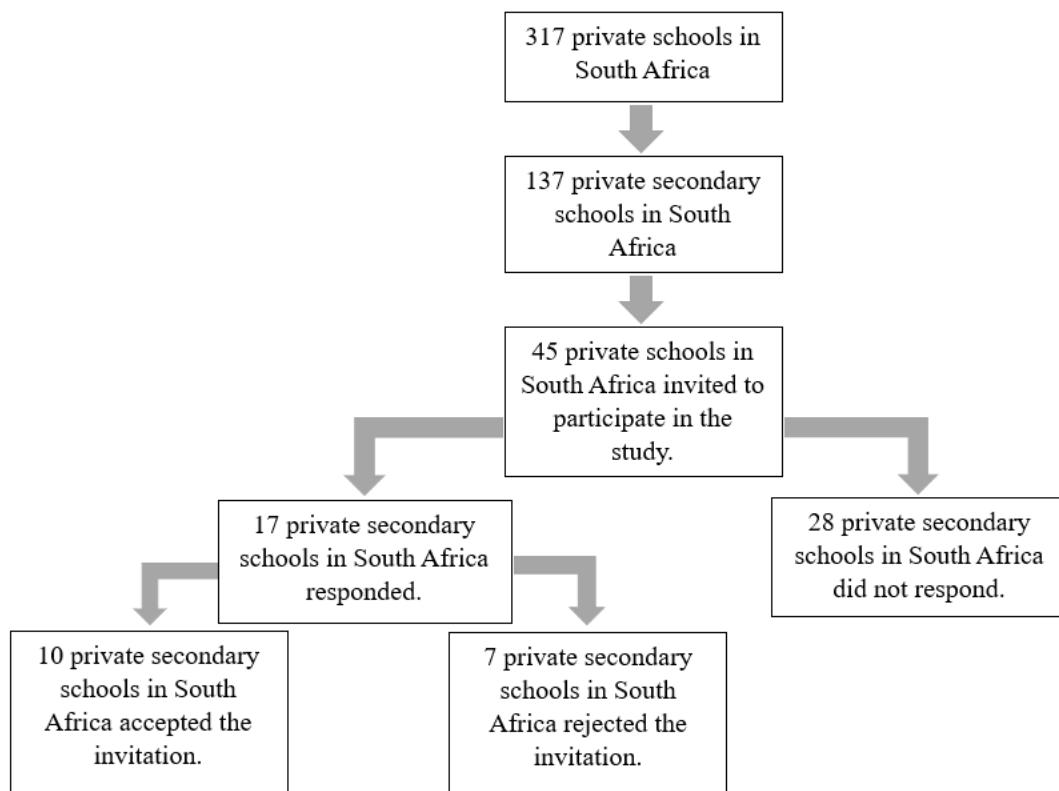 317 private schools in
South Africa
137 private secondary
schools in South
Africa
45 private schools in
South Africa invited to
participate in the
study.
17 private secondary
schools in South Africa
responded.
28 private secondary
schools in South Africa
did not respond.
10 private secondary
schools in South
Africa accepted the
invitation.
7 private secondary
schools in South
Africa rejected the
invitation.